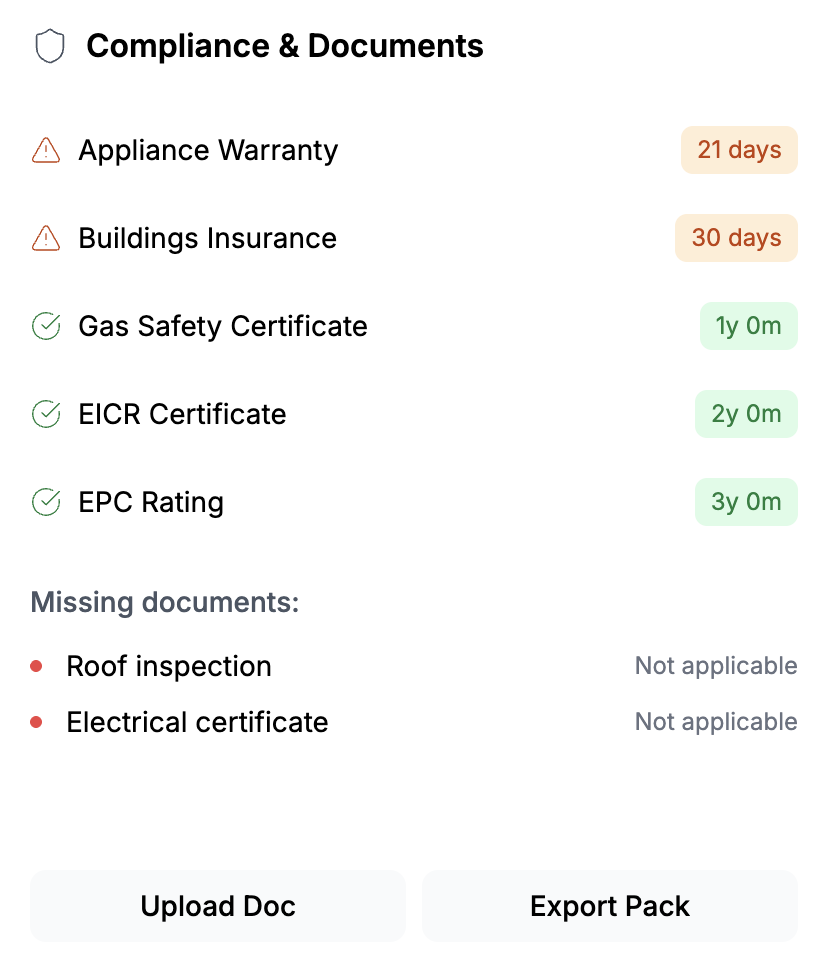 Compliance & Documents
Appliance Warranty 21 days
Buildings Insurance 30 days
Gas Safety Certificate 1y 0m
EICR Certificate 2y 0m
EPC Rating 3y 0m
Missing documents:
Roof inspection Not applicable
Electrical certificate Not applicable
Upload Doc Export Pack